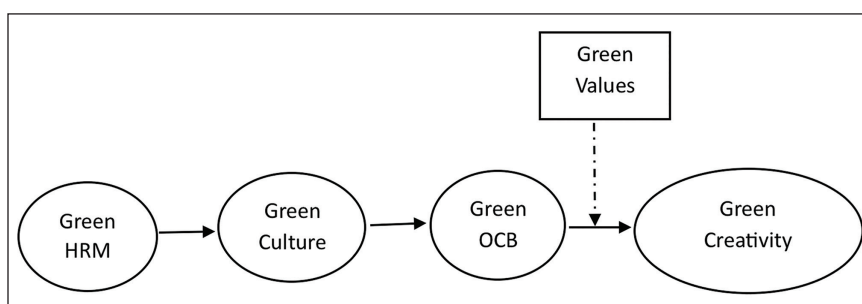 Green
Values
Green
HRM
Green
Culture
Green
OCB
Green
Creativity